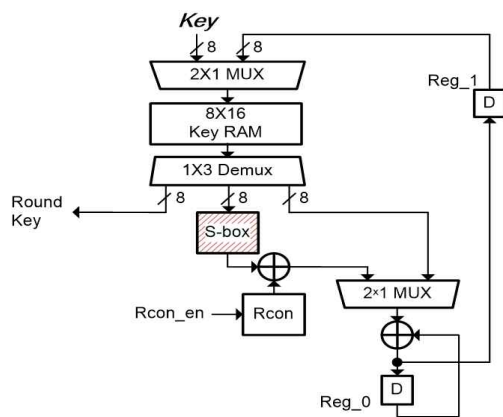 Key
8
8
2X1 MUX
Reg_1
D
8X16
Key RAM
1X3 Demux
8
8
8
Round
Key
S-box
2×1 MUX
Rcon_en
Rcon
D
Reg_0